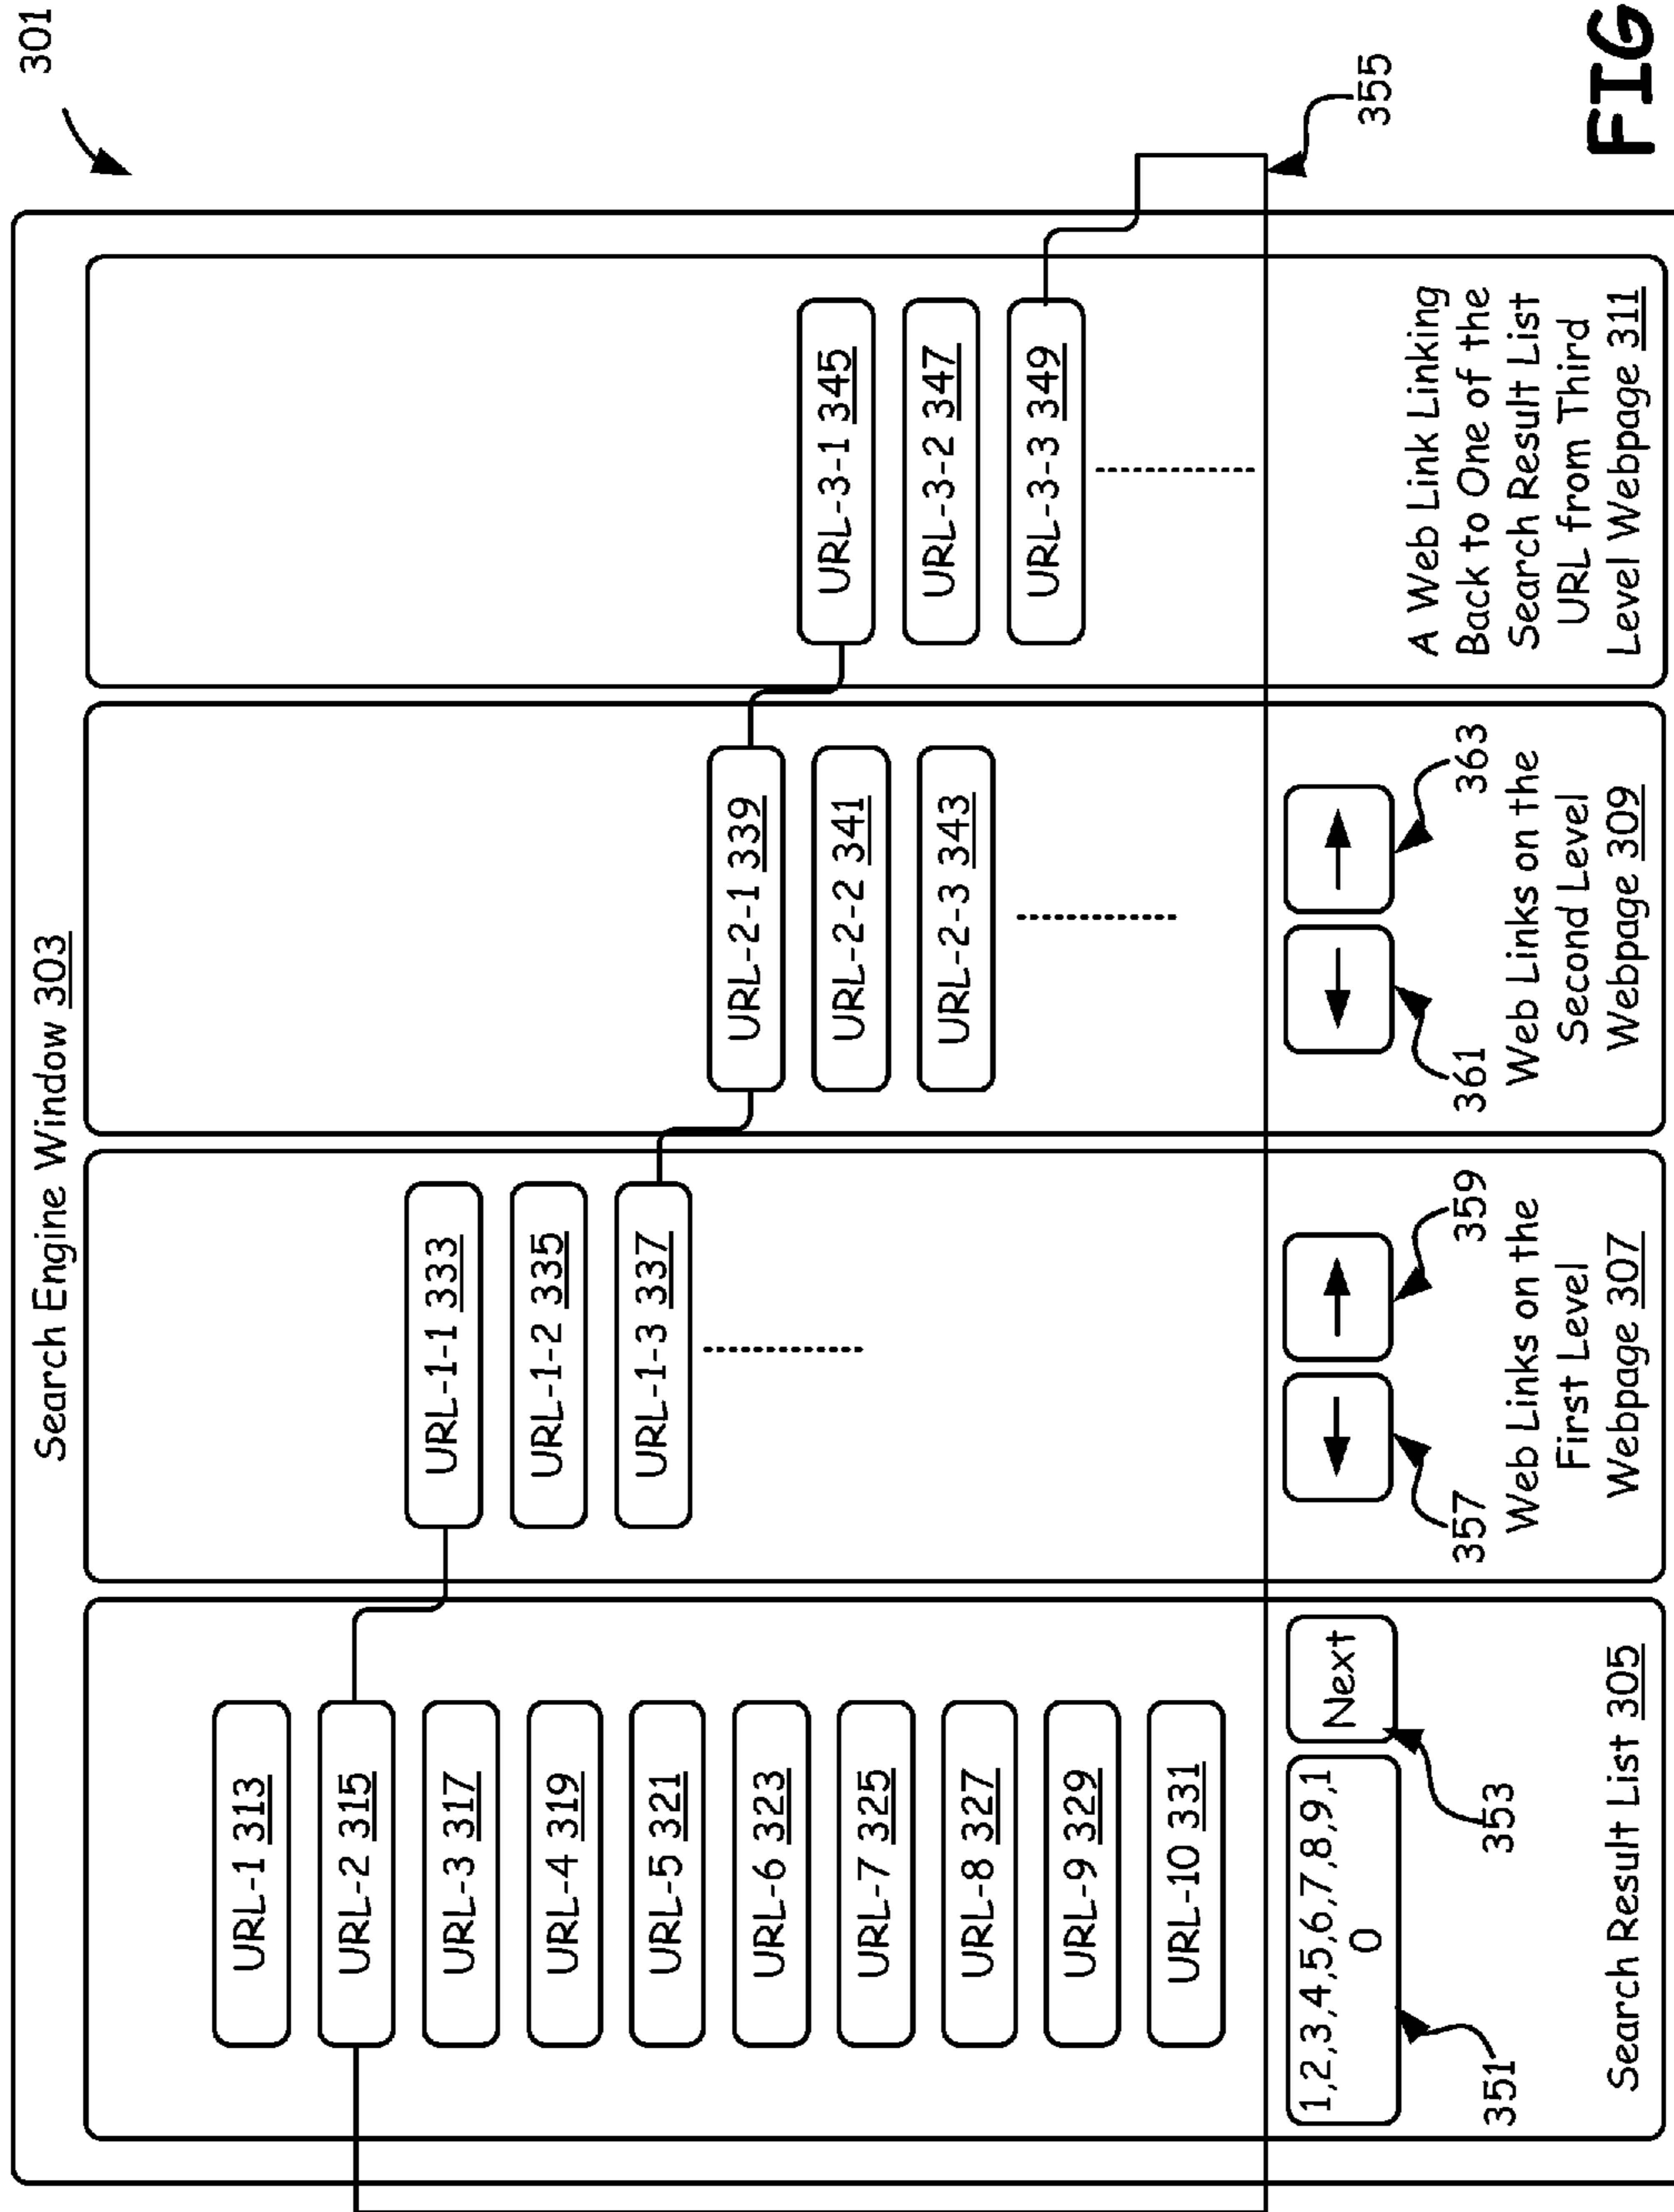 301
Search Engine Window 303
URL-1 313
URL-2 315
URL-3 317
URL-4 319
URL-5 321
URL-6 323
URL-7 325
URL-8 327
URL-9 329
URL-10 331
1,2,3,4,5,6,7,8,9,1
0
Next
351
353
Search Result List 305
URL-1-1 333
URL-1-2 335
URL-1-3 337
357
359
Web Links on the
First Level
Webpage 307
URL-2-1 339
URL-2-2 341
URL-2-3 343
361
363
Web Links on the
Second Level
Webpage 309
URL-3-1 345
URL-3-2 347
URL-3-3 349
355
A Web Link Linking
Back to One of the
Search Result List
URL from Third
Level Webpage 311
FIG